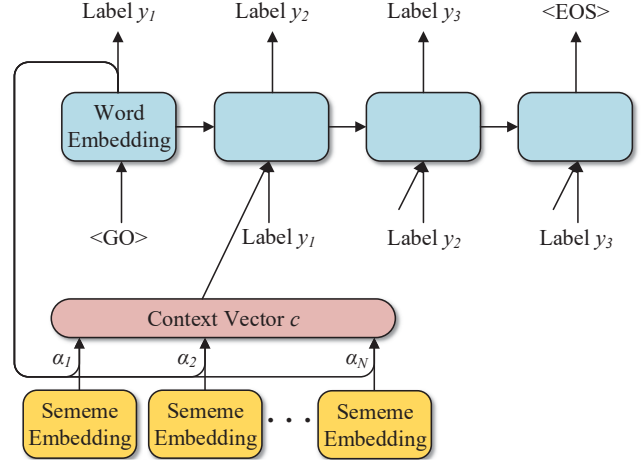 Label y1 Label y2 Label y3 <EOS>
Word
Embedding
<GO> Label y1 Label y2 Label y3
Context Vector c
α1 α2 αN
Sememe Sememe Sememe
Embedding Embedding · · · Embedding